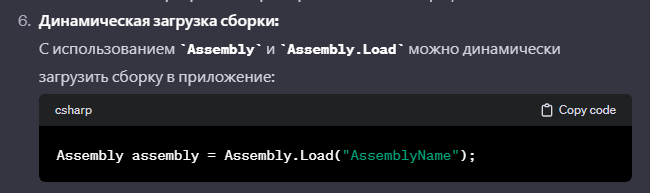 6. Динамическая загрузка сборки:
С использованием `Assembly` и `Assembly.Load` можно динамически
загрузить сборку в приложение:
csharp Copy code
Assembly assembly = Assembly.Load("AssemblyName");